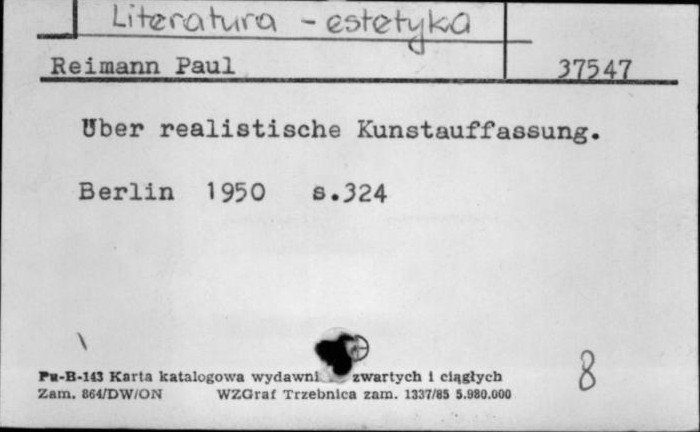 Literatura - estetyka
Reimann Paul 37547
Über realistische Kunstauffassung.
Berlin 1950 s.324
8
Pu-B-143 Karta katalogowa wydawni zwartych i ciągłych
Zam. 864/DW/ON WZGraf Trzebnica zam. 1337/85 5.980.000